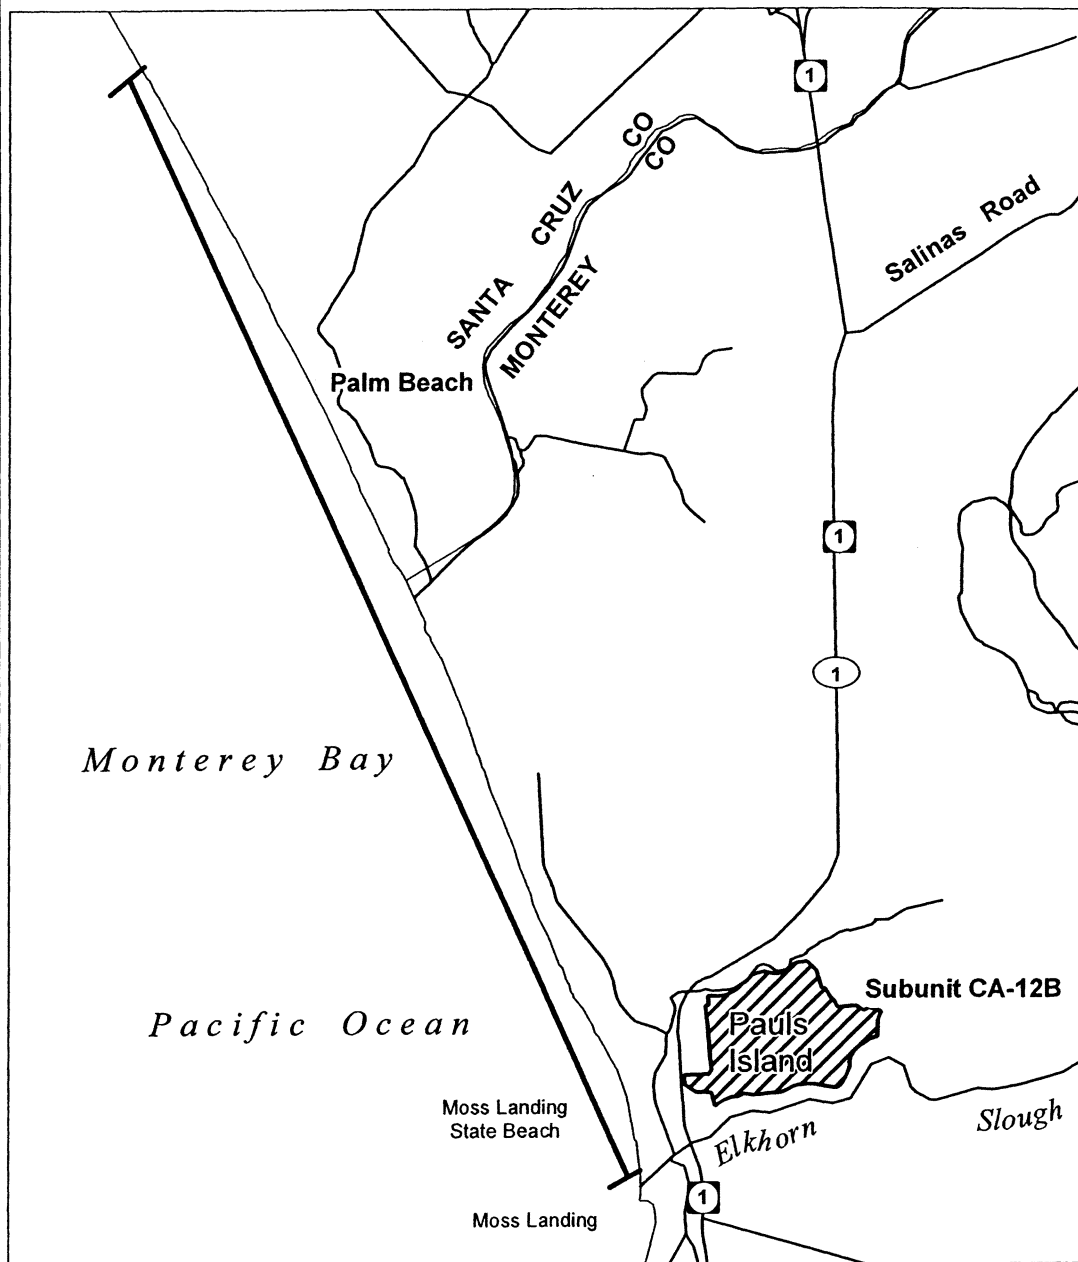 1
SANTA CRUZ CO
MONTEREY CO
Salinas Road
Palm Beach
1
1
Monterey Bay
Subunit CA-12B
Pauls
Island
Pacific Ocean
Moss Landing
State Beach
Elkhorn Slough
1
Moss Landing